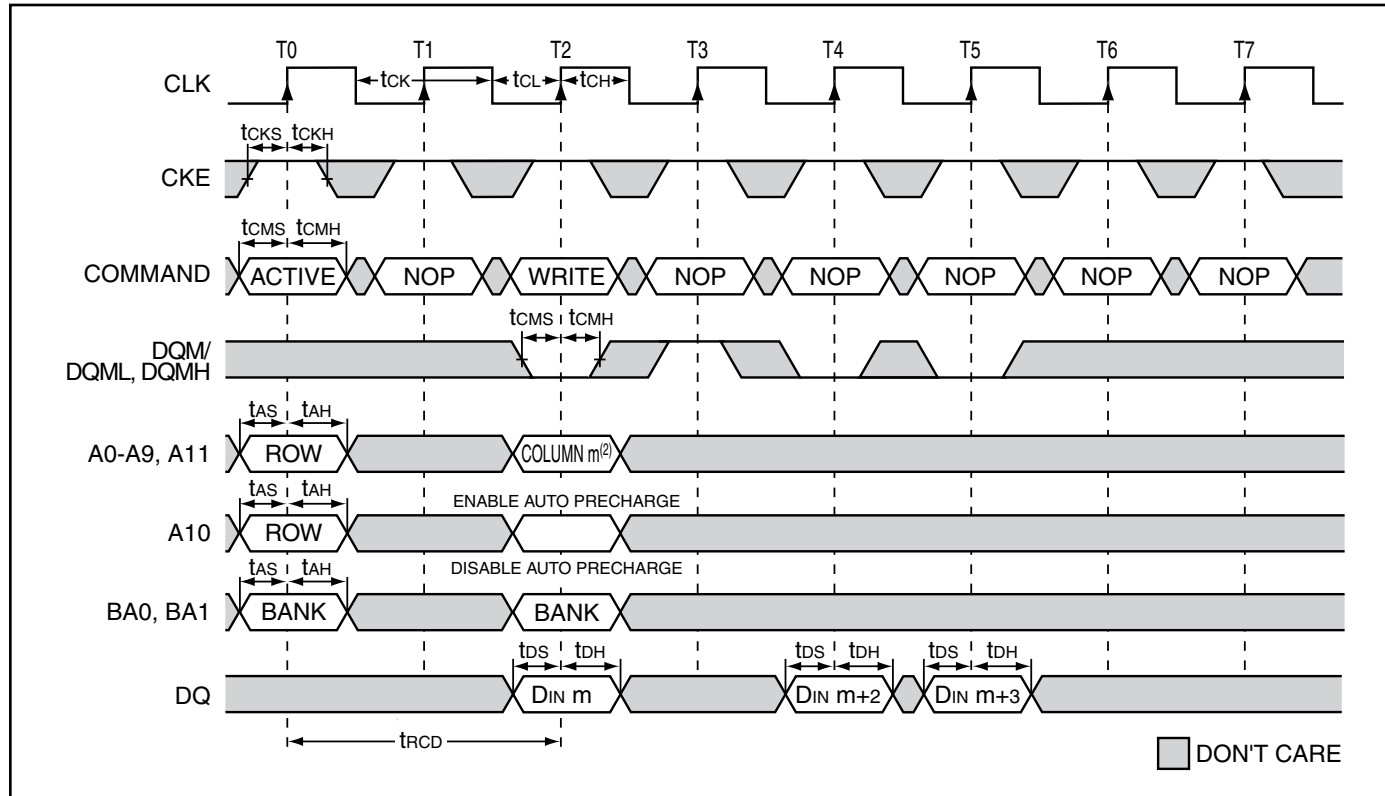 T0 T1 T2 T3 T4 T5 T6 T7
CLK
tCK tCL tCH
tCKS tCKH
CKE
tCMS tCMH
COMMAND ACTIVE NOP WRITE NOP NOP NOP NOP NOP
tCMS tCMH
DQM/
DQML, DQMH
tAS tAH
A0-A9, A11 ROW COLUMN m(2)
tAS tAH ENABLE AUTO PRECHARGE
A10 ROW
DISABLE AUTO PRECHARGE
tAS tAH
BA0, BA1 BANK BANK
tDS tDH tDS tDH tDS tDH
DQ DIN m DIN m+2 DIN m+3
tRCD
DON'T CARE